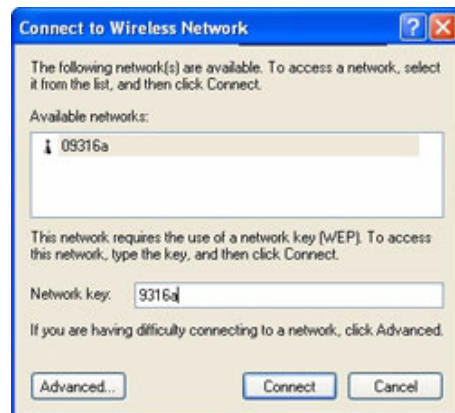 Connect to Wireless Network
The following network(s) are available. To access a network, select
it from the list, and then click Connect.
Available networks:
09316a
This network requires the use of a network key (WEP). To access
this network, type the key, and then click Connect.
Network key: 9316a
If you are having difficulty connecting to a network, click Advanced.
Advanced... Connect Cancel